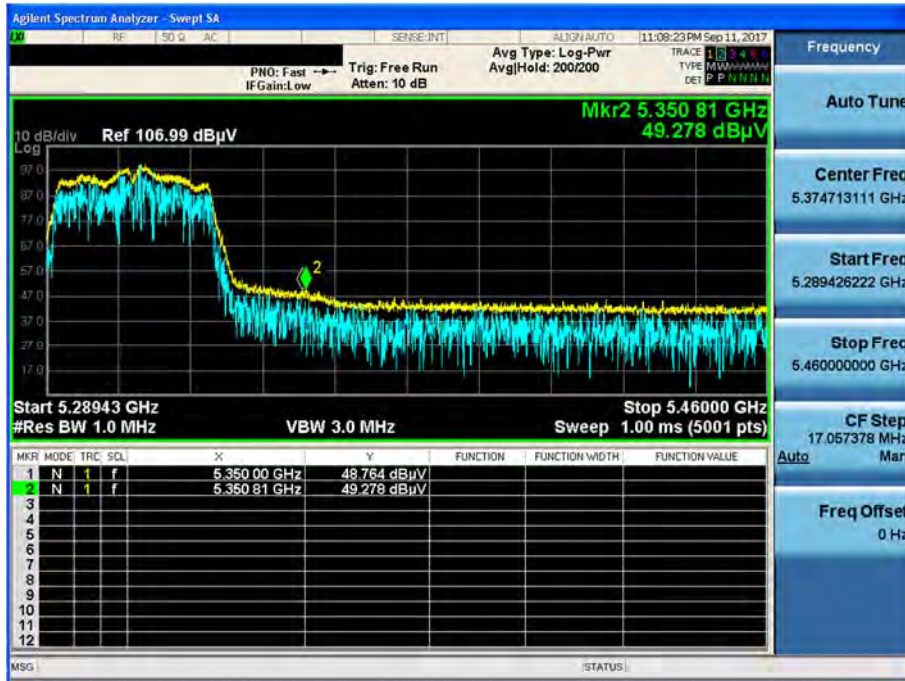 Agilent Spectrum Analyzer - Swept SA
RF 50 Ω AC SENSE:INT ALIGN AUTO 11:08:23 PM Sep 11, 2017
Frequency
PNO: Fast Trig: Free Run Avg Type: Log-Pwr TRACE 1 2 3 4 5 6
IFGain:Low Atten: 10 dB Avg|Hold: 200/200 TYPE MWWWWW
DET P P N N N N
Auto Tune
Mkr2 5.350 81 GHz
49.278 dBµV
10 dB/div Ref 106.99 dBµV
Log
97.0
87.0
77.0
67.0
57.0
47.0
37.0
27.0
17.0
2
Center Freq
5.374713111 GHz
Start Freq
5.289426222 GHz
Stop Freq
5.460000000 GHz
Start 5.28943 GHz Stop 5.46000 GHz
#Res BW 1.0 MHz VBW 3.0 MHz Sweep 1.00 ms (5001 pts)
CF Step
17.057378 MHz
Auto Man
MKR MODE TRC SCL X Y FUNCTION FUNCTION WIDTH FUNCTION VALUE
1 N 1 f 5.350 00 GHz 48.764 dBµV
2 N 1 f 5.350 81 GHz 49.278 dBµV
3
4
5
6
7
8
9
10
11
12
Freq Offset
0 Hz
MSG STATUS